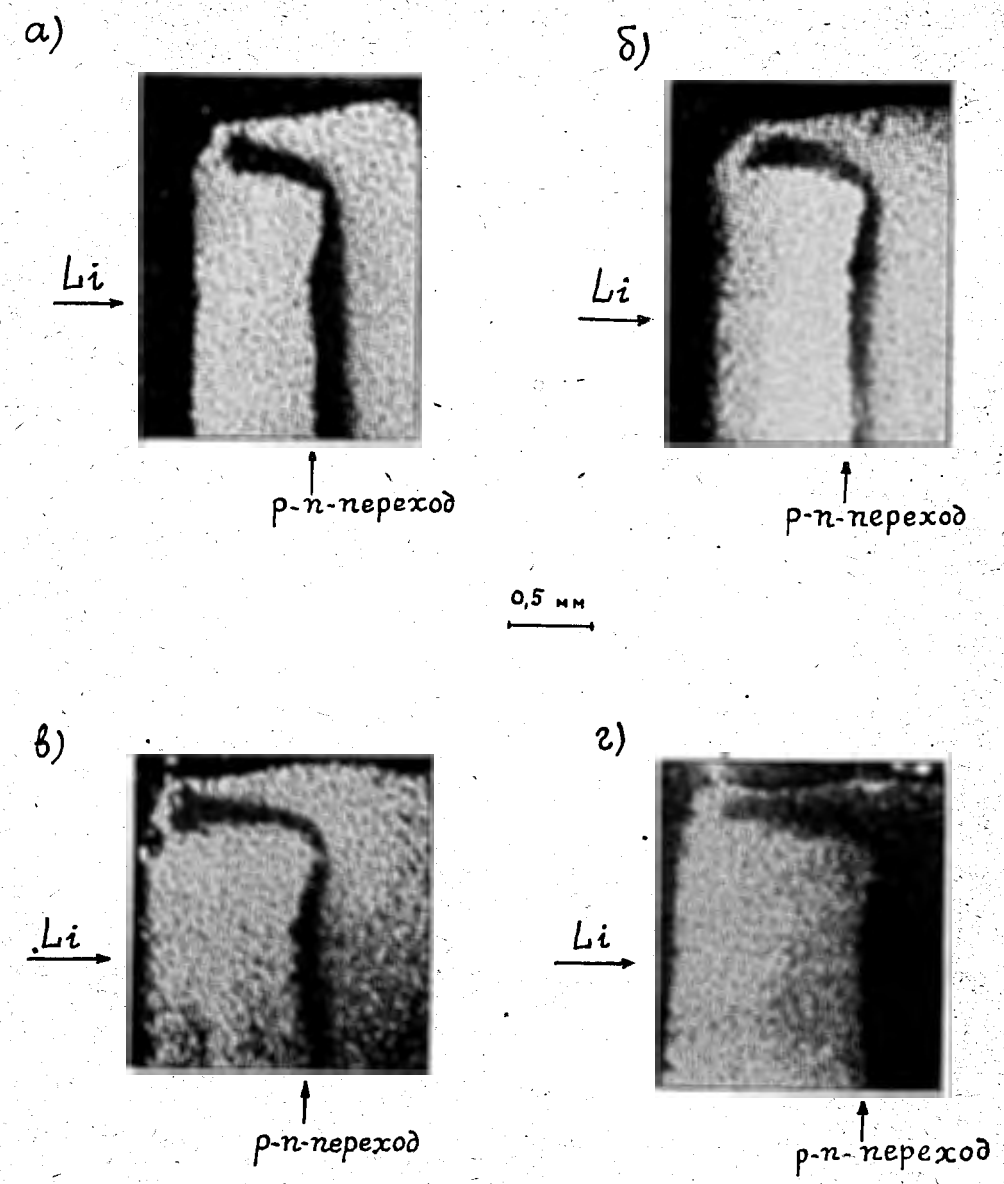 а)
б)
Li
Li
р-n-переход
р-n-переход
0,5 мм
в)
г)
Li
Li
р-n-переход
р-n-переход